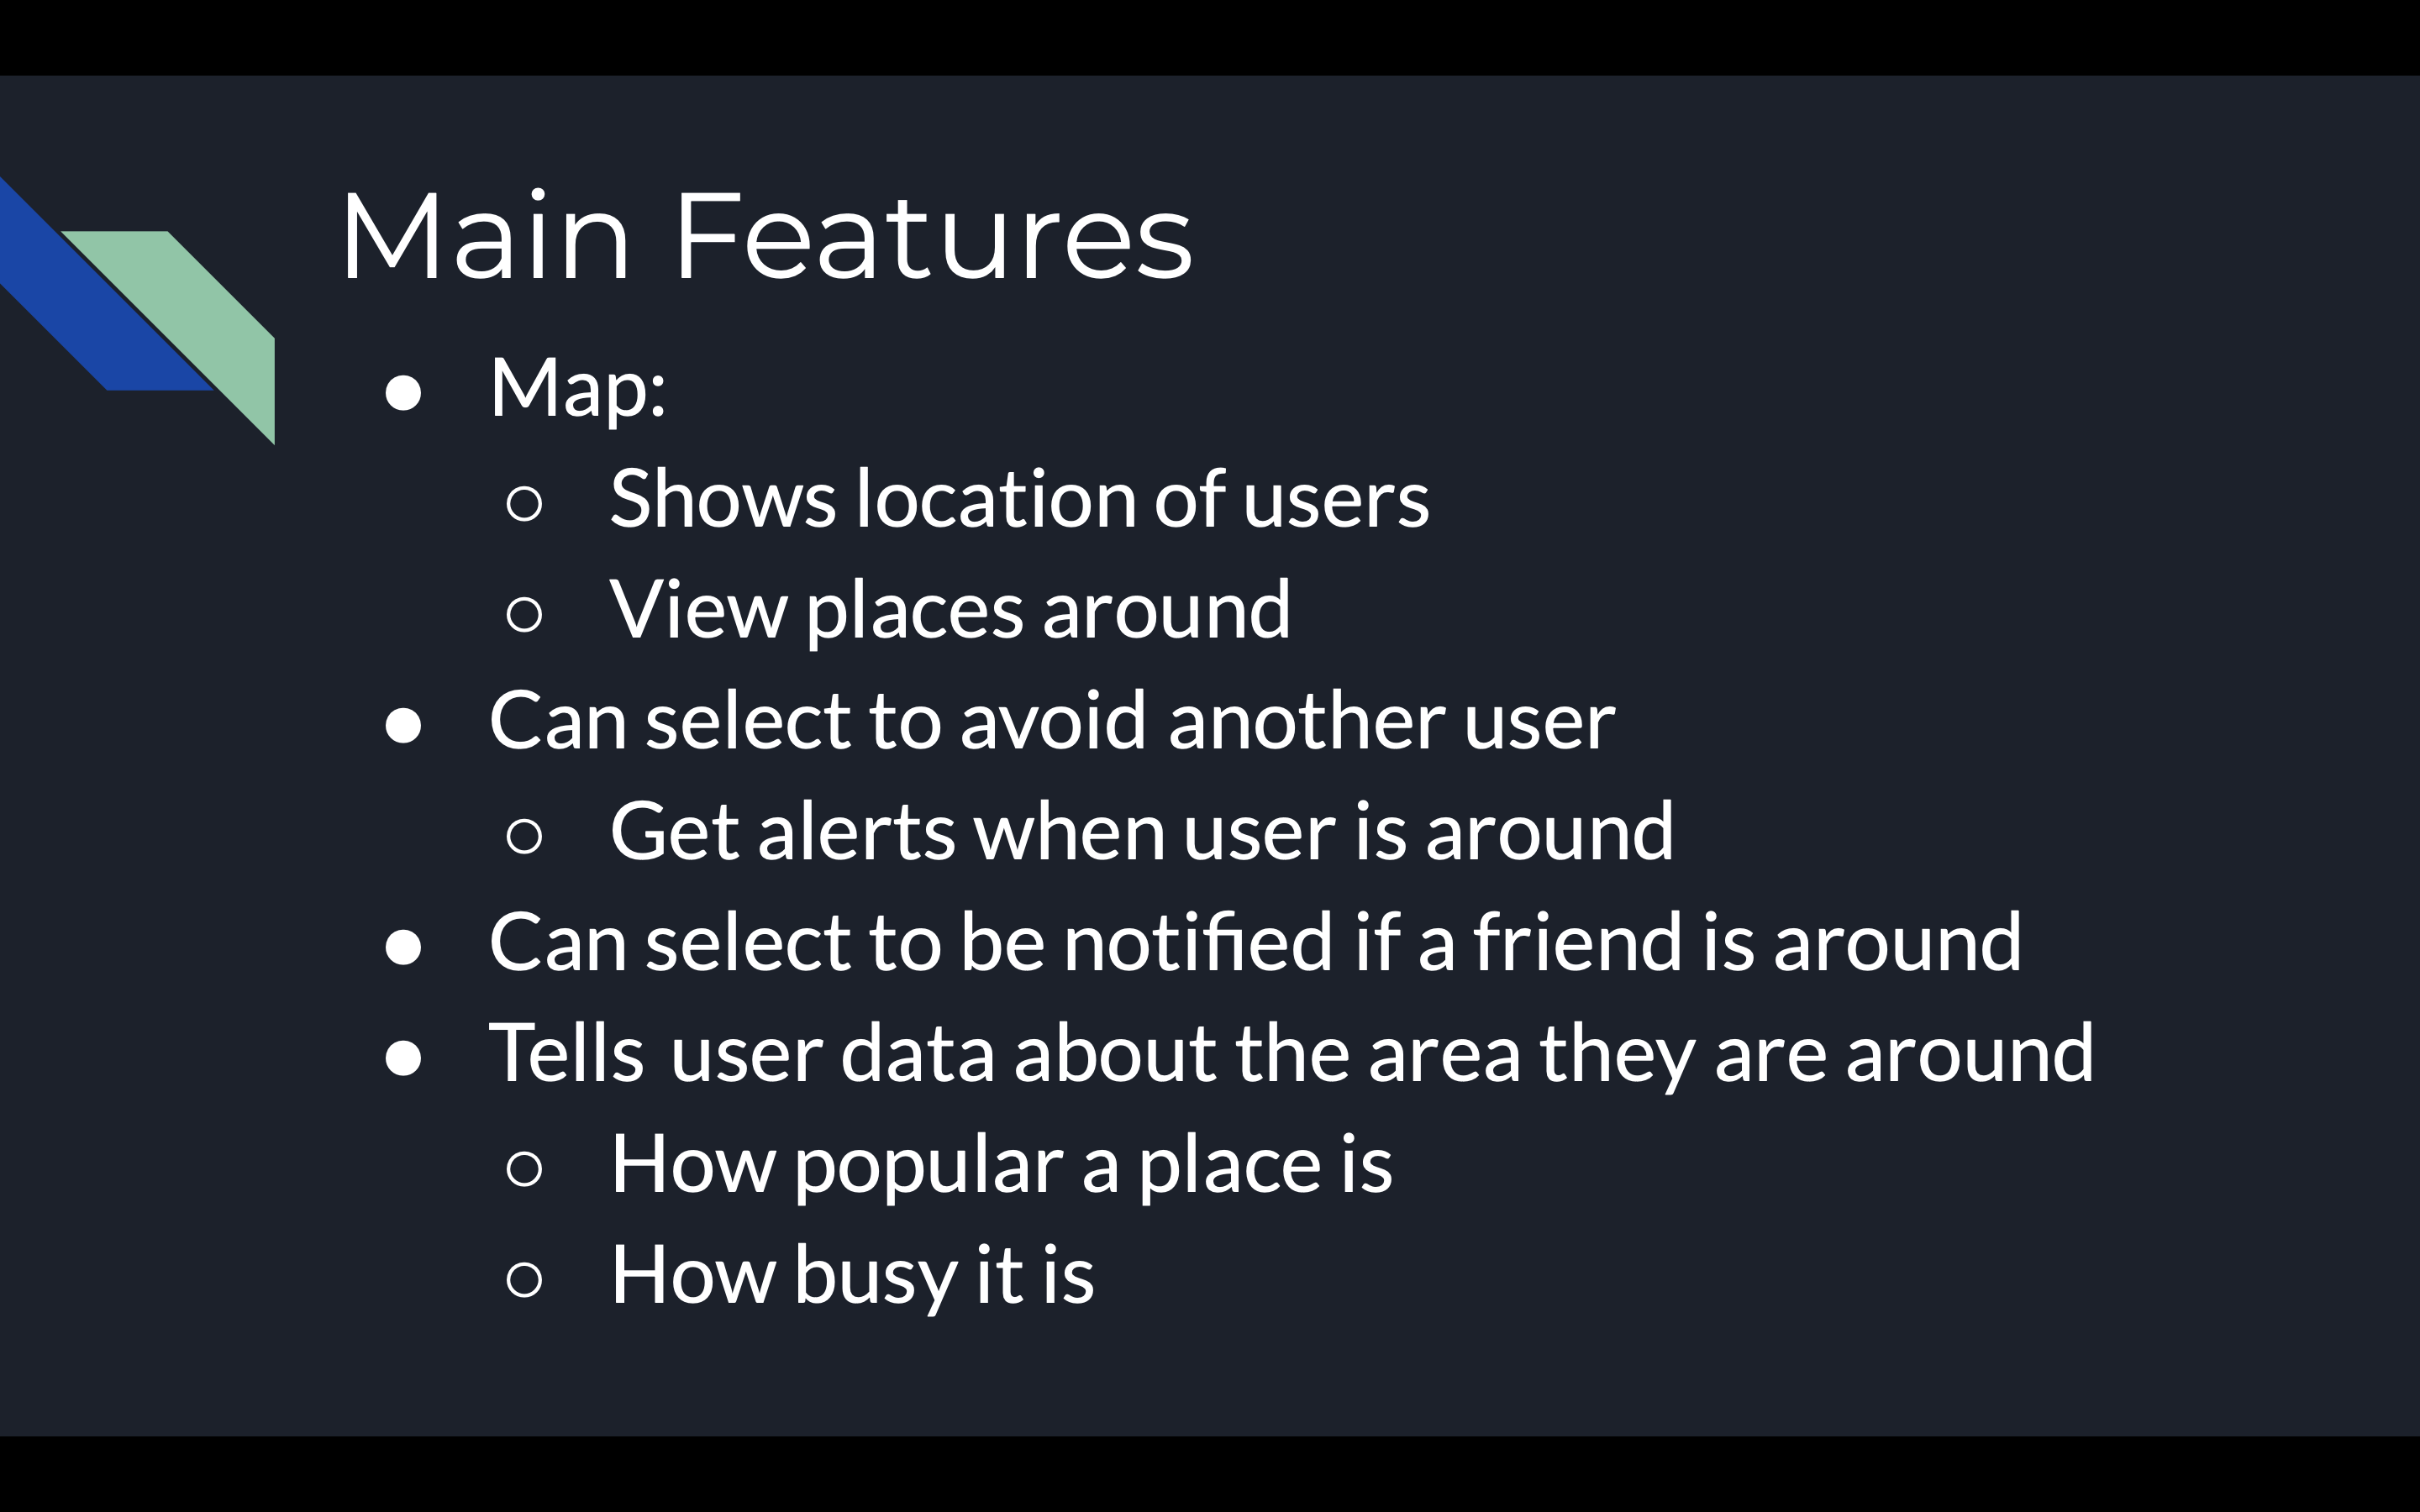 Main Features
● Map:
○ Shows location of users
○ View places around
● Can select to avoid another user
○ Get alerts when user is around
● Can select to be notified if a friend is around
● Tells user data about the area they are around
○ How popular a place is
○ How busy it is